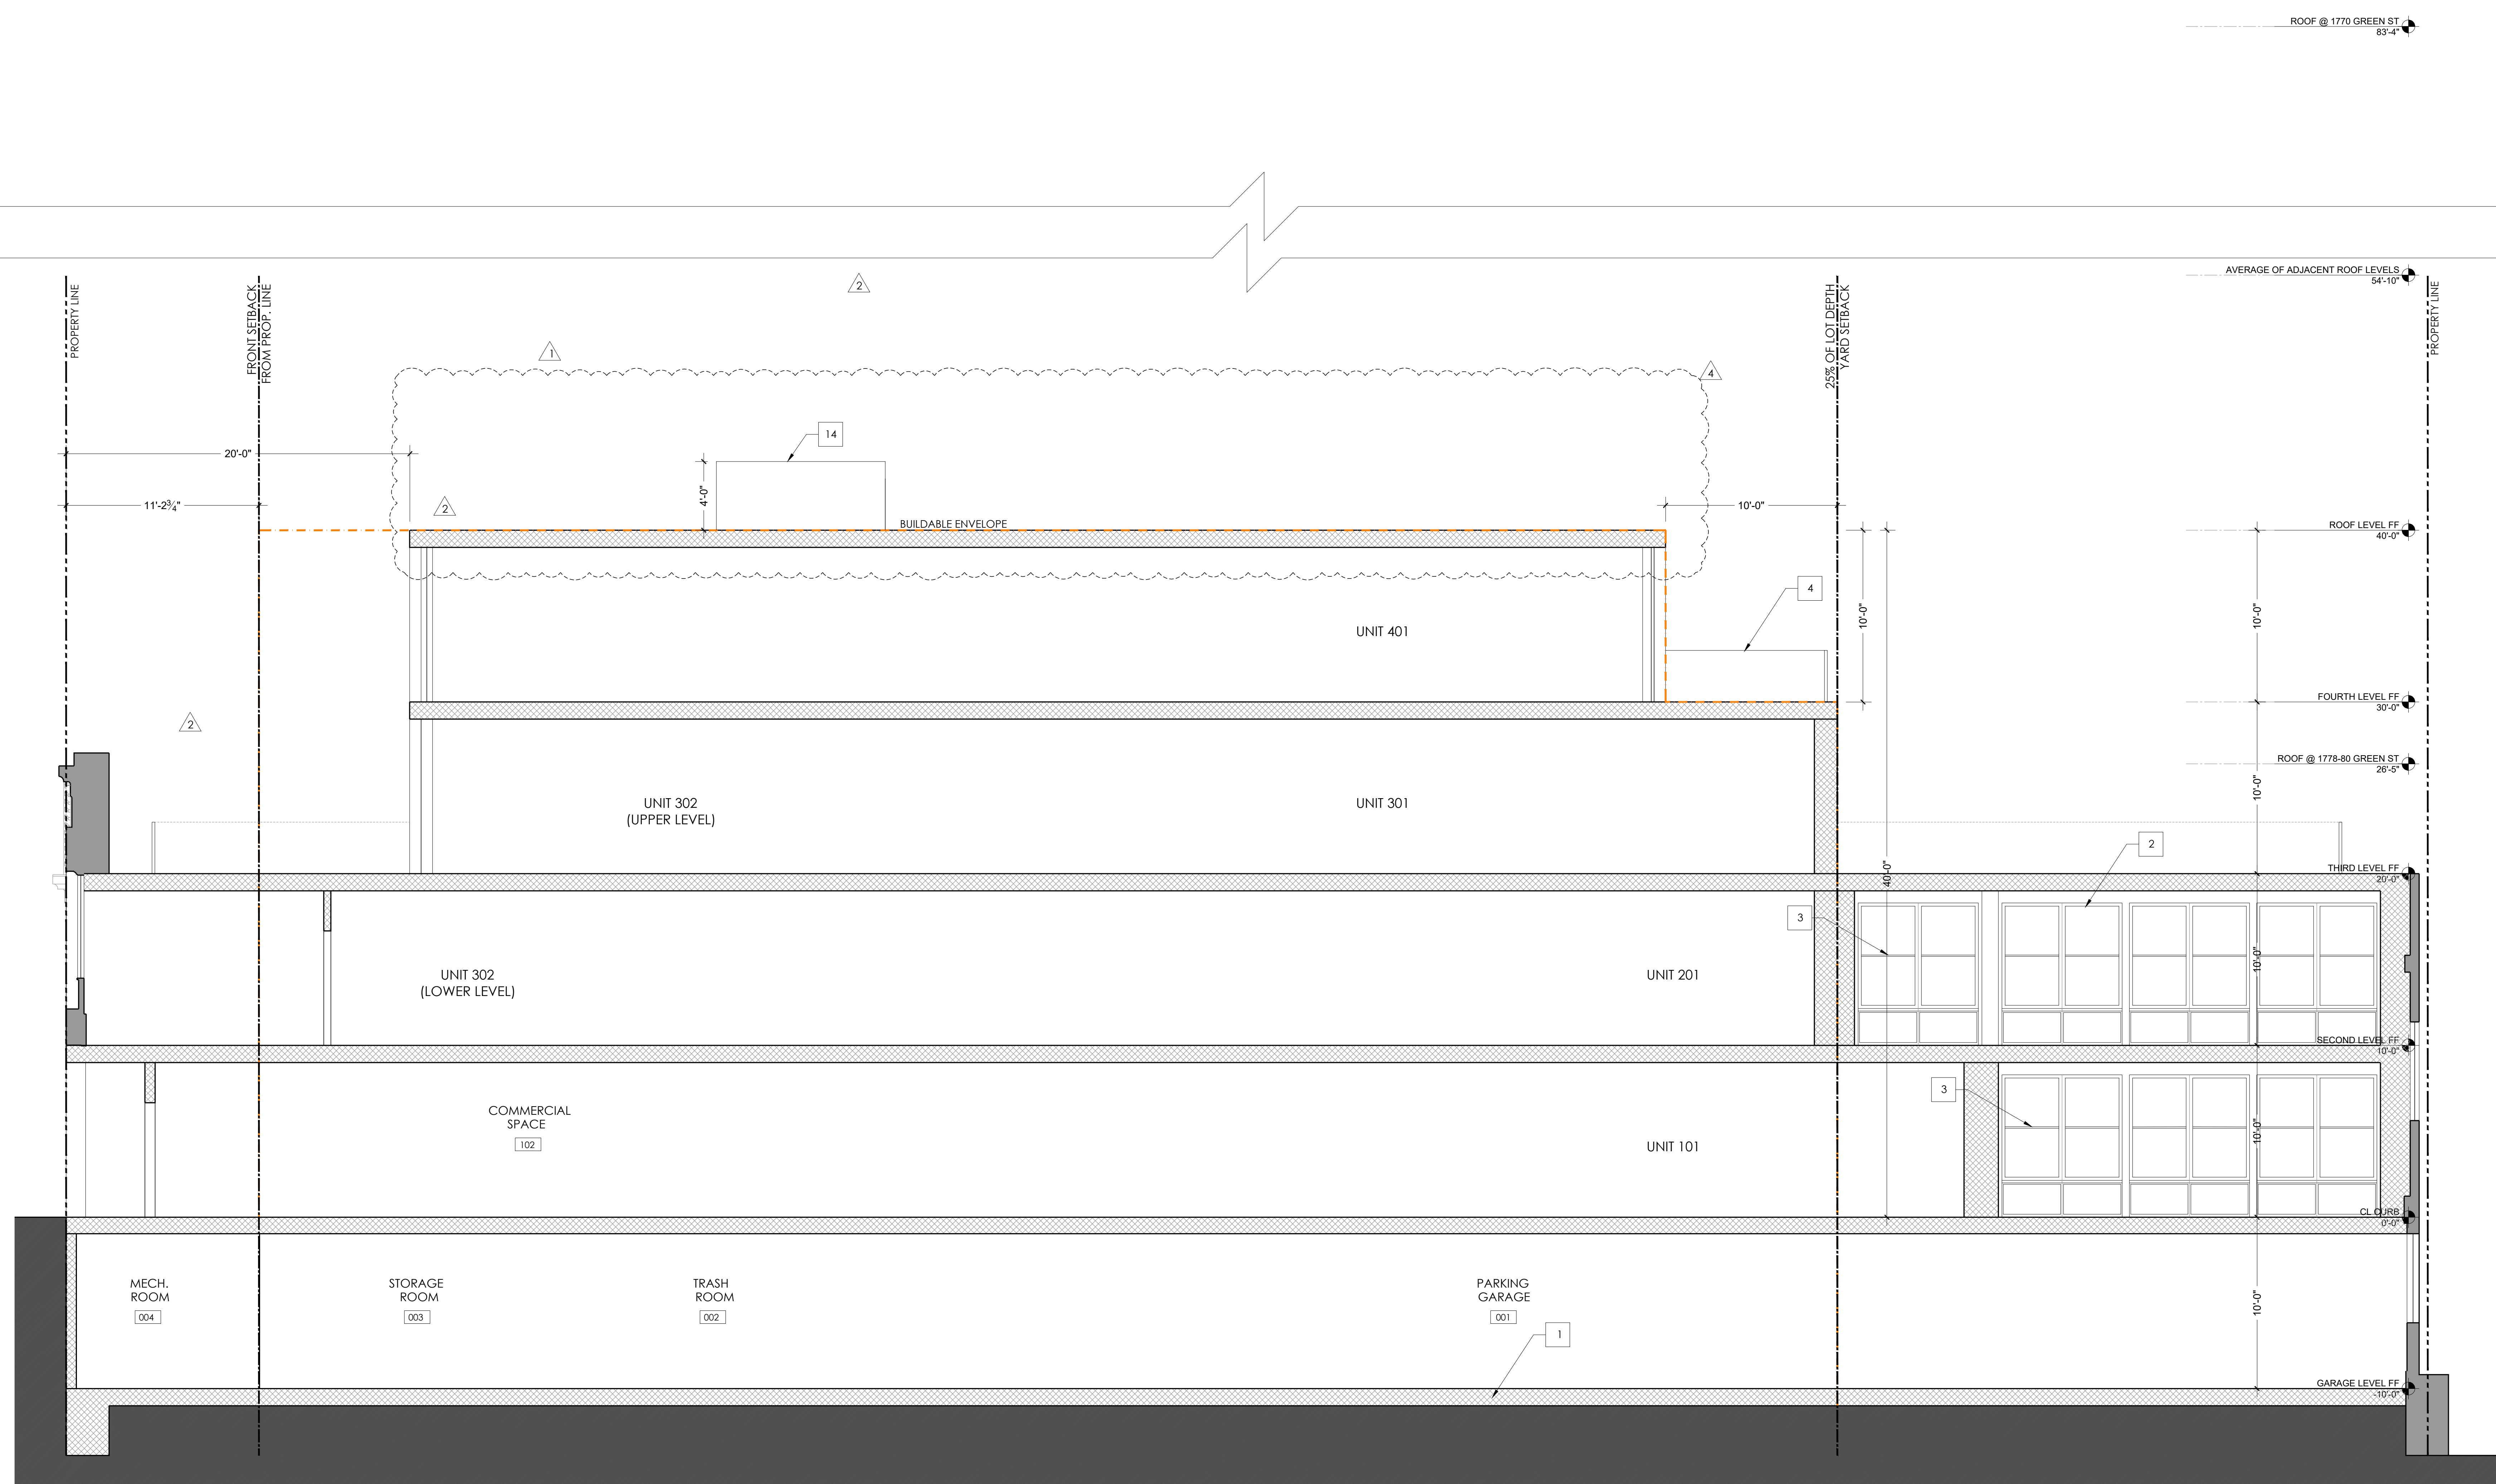 ROOF @ 1770 GREEN ST
83'-4"
AVERAGE OF ADJACENT ROOF LEVELS
54'-10"
2
PROPERTY LINE
FRONT SETBACK
FROM PROP. LINE
25% OF LOT DEPTH
YARD SETBACK
PROPERTY LINE
1
4
14
20'-0"
4'-0"
11'-2¾"
2
10'-0"
BUILDABLE ENVELOPE
ROOF LEVEL FF
40'-0"
4
10'-0"
10'-0"
UNIT 401
FOURTH LEVEL FF
30'-0"
2
ROOF @ 1778-80 GREEN ST
26'-5"
10'-0"
UNIT 302
(UPPER LEVEL)
UNIT 301
2
40'-0"
THIRD LEVEL FF
20'-0"
3
10'-0"
UNIT 302
(LOWER LEVEL)
UNIT 201
SECOND LEVEL FF
10'-0"
3
COMMERCIAL
SPACE
102
10'-0"
UNIT 101
CL CURB
0'-0"
MECH.
ROOM
004
STORAGE
ROOM
003
TRASH
ROOM
002
PARKING
GARAGE
001
10'-0"
1
GARAGE LEVEL FF
-10'-0"